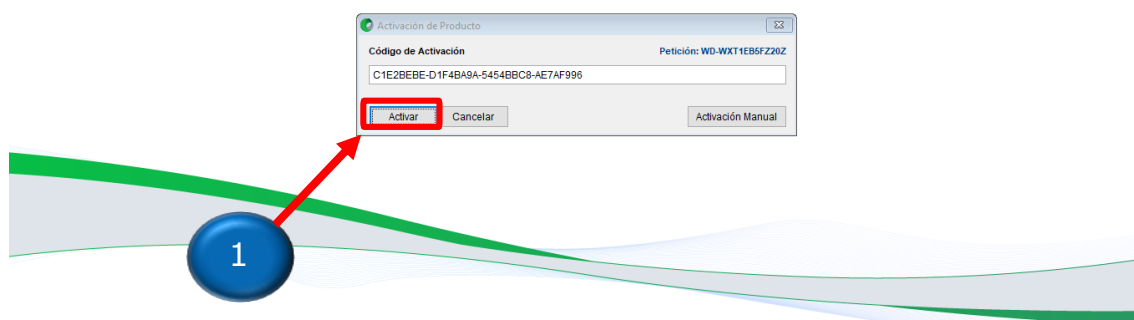 Activación de Producto
Código de Activación Petición: WD-WXT1EB5FZ20Z
C1E2BEBE-D1F4BA9A-5454BBC8-AE7AF996
Activar Cancelar Activación Manual
1